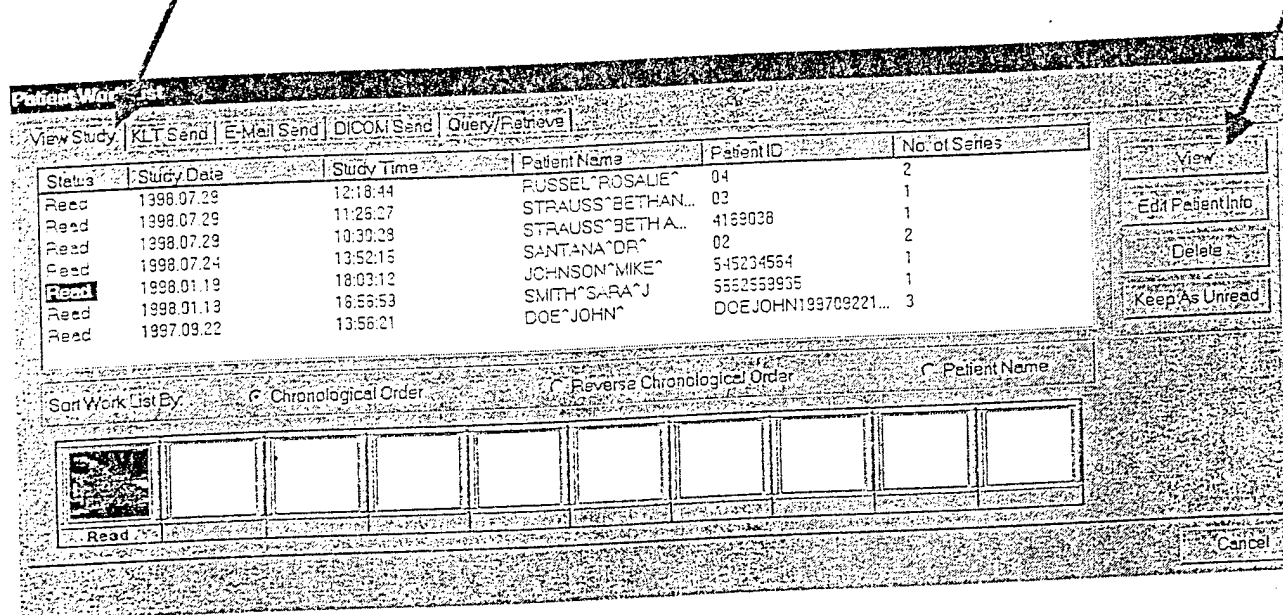 Patient Work List
View Study KLT Send E-Mail Send DICOM Send Query/Retrieve
Status Study Date Study Time Patient Name Patient ID No. of Series
Read 1998.07.29 12:18:44 RUSSEL^ROSALIE^ 04 2
Read 1998.07.29 11:26:27 STRAUSS^BETHAN... 03 1
Read 1998.07.29 STRAUSS^BETH A... 4169038 1
Read 1998.07.24 13:52:15 SANTANA^DR^ 02 2
Read 1998.01.19 18:03:12 JOHNSON^MIKE^ 545234564 1
Read 1998.01.13 16:56:53 SMITH^SARA^J 5552559935 1
Read 1997.09.22 13:56:21 DOE^JOHN^ DOEJOHN199709221... 3
View
Edit Patient Info
Delete
Keep As Unread
Sort Work List By: Chronological Order Reverse Chronological Order Patient Name
Read
Cancel